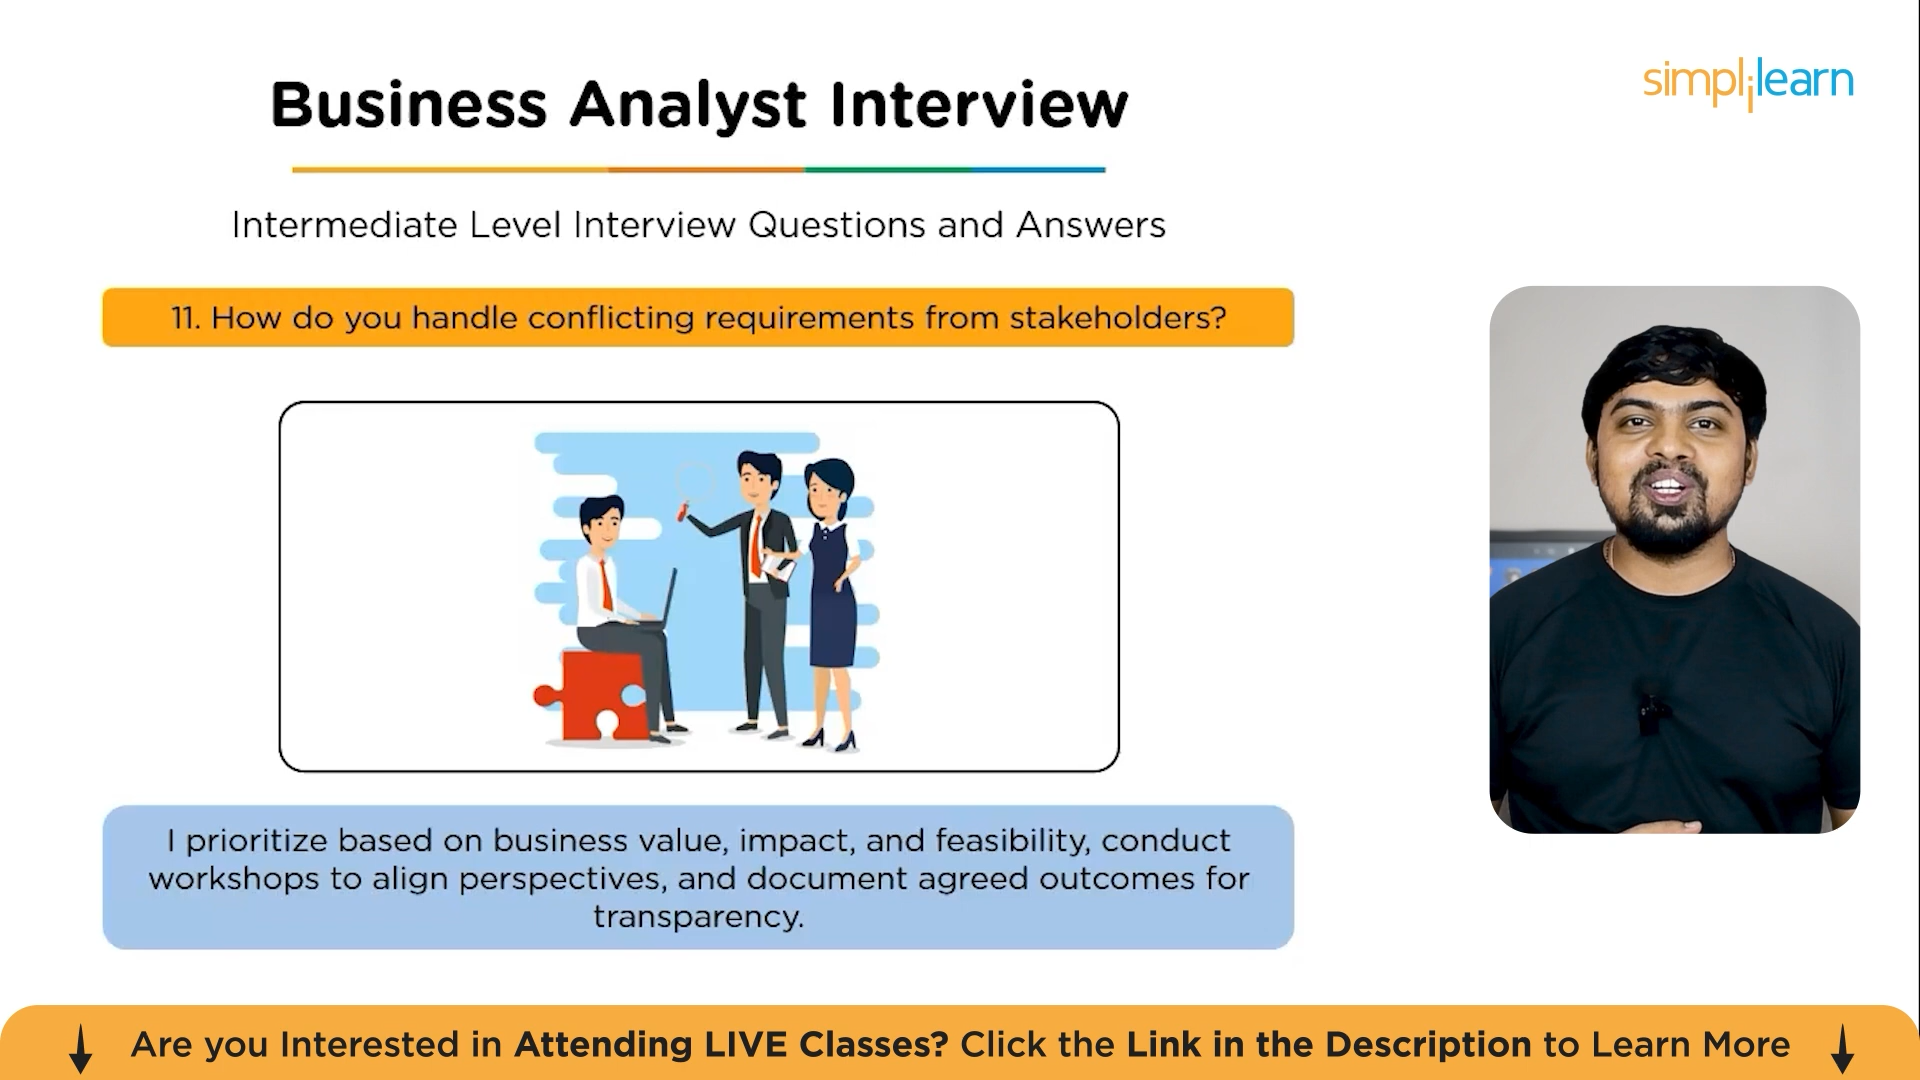 Business Analyst Interview
simplilearn
Intermediate Level Interview Questions and Answers
11. How do you handle conflicting requirements from stakeholders?
I prioritize based on business value, impact, and feasibility, conduct
workshops to align perspectives, and document agreed outcomes for
transparency.
Are you Interested in Attending LIVE Classes? Click the Link in the Description to Learn More